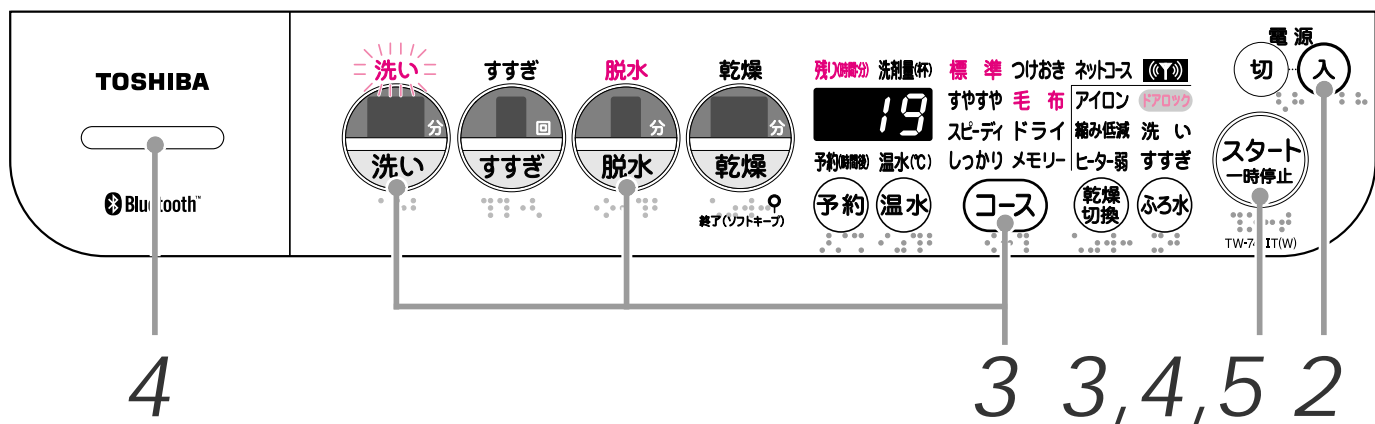 TOSHIBA
Bluetooth™
洗い すすぎ 脱水 乾燥
分 回 分 分
洗い すすぎ 脱水 乾燥
終了(ソフトキープ)
残り(時間分) 洗剤量(杯)
19
予約(時間後) 温水(℃)
予約 温水
標準 つけおき
すやすや 毛布
スピーディ ドライ
しっかり メモリー
コース
ネットコース
アイロン ドアロック
縮み低減 洗い
ヒーター弱 すすぎ
乾燥切換 ふろ水
電源
切 入
スタート
一時停止
4
3
3,4,5
2